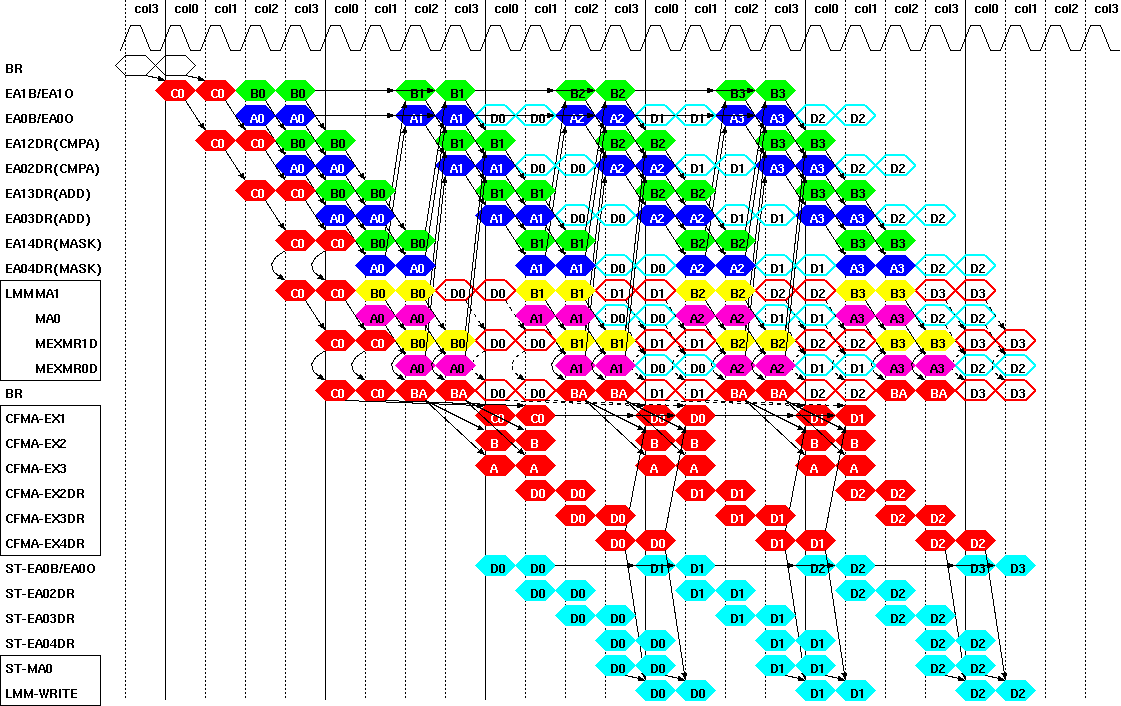 col3 col0 col1 col2 col3 col0 col1 col2 col3 col0 col1 col2 col3 col0 col1 col2 col3 col0 col1 col2 col3 col0 col1 col2 col3
BR
EA1B/EA1O C0 C0 B0 B0 B1 B1 B2 B2 B3 B3
EA0B/EA0O A0 A0 A1 A1 D0 D0 A2 A2 D1 D1 A3 A3 D2 D2
EA12DR(CMPA) C0 C0 B0 B0 B1 B1 B2 B2 B3 B3
EA02DR(CMPA) A0 A0 A1 A1 D0 D0 A2 A2 D1 D1 A3 A3 D2 D2
EA13DR(ADD) C0 C0 B0 B0 B1 B1 B2 B2 B3 B3
EA03DR(ADD) A0 A0 A1 A1 D0 D0 A2 A2 D1 D1 A3 A3 D2 D2
EA14DR(MASK) C0 C0 B0 B0 B1 B1 B2 B2 B3 B3
EA04DR(MASK) A0 A0 A1 A1 D0 D0 A2 A2 D1 D1 A3 A3 D2 D2
LMMMA1 C0 C0 B0 B0 D0 D0 B1 B1 D1 D1 B2 B2 D2 D2 B3 B3 D3 D3
MA0 A0 A0 A1 A1 D0 D0 A2 A2 D1 D1 A3 A3 D2 D2
MEXMR1D C0 C0 B0 B0 D0 D0 B1 B1 D1 D1 B2 B2 D2 D2 B3 B3 D3 D3
MEXMR0D A0 A0 A1 A1 D0 D0 A2 A2 D1 D1 A3 A3 D2 D2
BR C0 C0 BA BA D0 D0 BA BA D1 D1 BA BA D2 D2 BA BA D3 D3
CFMA-EX1 C0 C0 D0 D0 D1 D1
CFMA-EX2 B B B B B B
CFMA-EX3 A A A A A A
CFMA-EX2DR D0 D0 D1 D1 D2 D2
CFMA-EX3DR D0 D0 D1 D1 D2 D2
CFMA-EX4DR D0 D0 D1 D1 D2 D2
ST-EA0B/EA0O D0 D0 D1 D1 D2 D2 D3 D3
ST-EA02DR D0 D0 D1 D1 D2 D2
ST-EA03DR D0 D0 D1 D1 D2 D2
ST-EA04DR D0 D0 D1 D1 D2 D2
ST-MA0 D0 D0 D1 D1 D2 D2
LMM-WRITE D0 D0 D1 D1 D2 D2